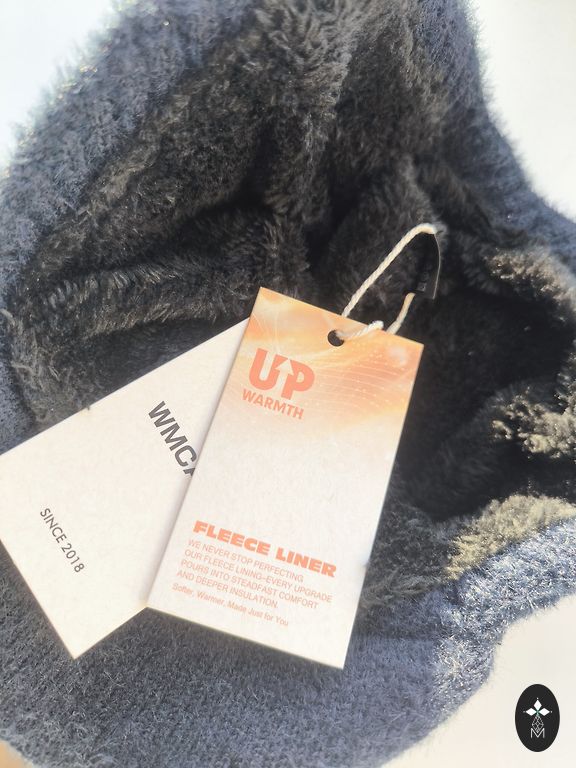 UP
WARMTH
FLEECE LINER
WE NEVER STOP PERFECTING
OUR FLEECE LINING–EVERY UPGRADE
POURS INTO STEADFAST COMFORT
AND DEEPER INSULATION.
Softer, Warmer, Made Just for You
WMCA
SINCE 2018
M